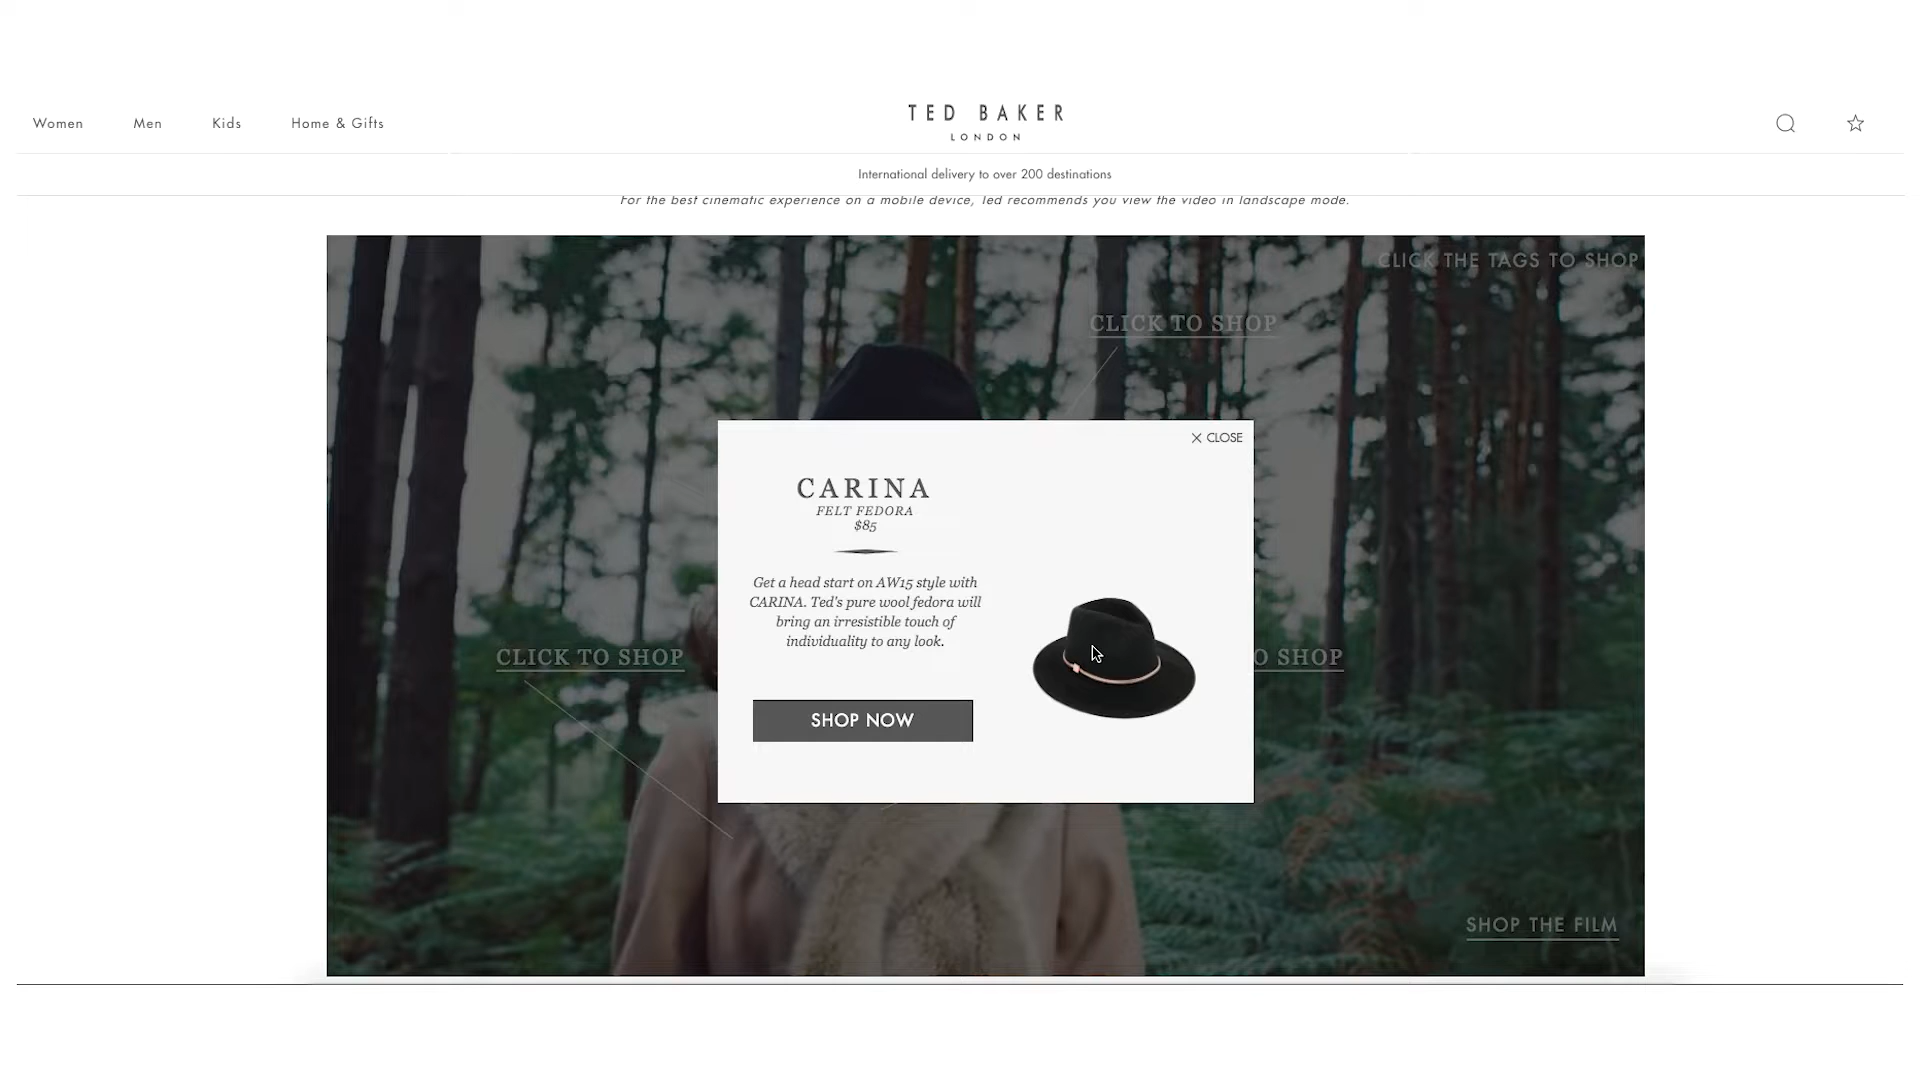 Women
Men
Kids
Home & Gifts
TED BAKER
LONDON
International delivery to over 200 destinations
For the best cinematic experience on a mobile device, Ted recommends you view the video in landscape mode.
CLICK THE TAGS TO SHOP
CLICK TO SHOP
CLOSE
CARINA
FELT FEDORA
$85
Get a head start on AW15 style with
CARINA. Ted's pure wool fedora will
bring an irresistible touch of
individuality to any look.
CLICK TO SHOP
O SHOP
SHOP NOW
SHOP THE FILM